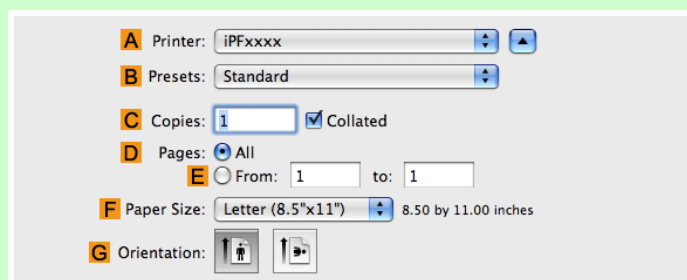 A Printer: iPFxxxx
B Presets: Standard
C Copies: 1 Collated
D Pages: All
E From: 1 to: 1
F Paper Size: Letter (8.5"x11") 8.50 by 11.00 inches
G Orientation: